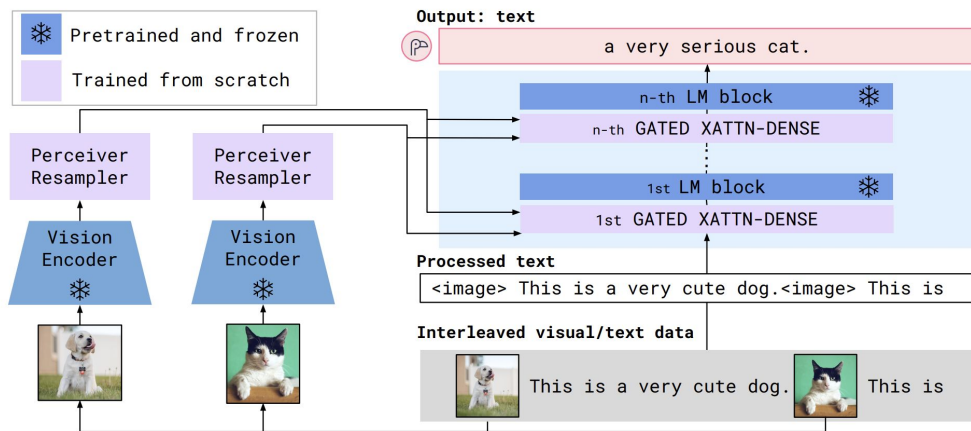 Pretrained and frozen
Trained from scratch
Output: text
a very serious cat.
n-th LM block
n-th GATED XATTN-DENSE
1st LM block
1st GATED XATTN-DENSE
Perceiver
Resampler
Perceiver
Resampler
Vision
Encoder
Vision
Encoder
Processed text
<image> This is a very cute dog.<image> This is
Interleaved visual/text data
This is a very cute dog.
This is